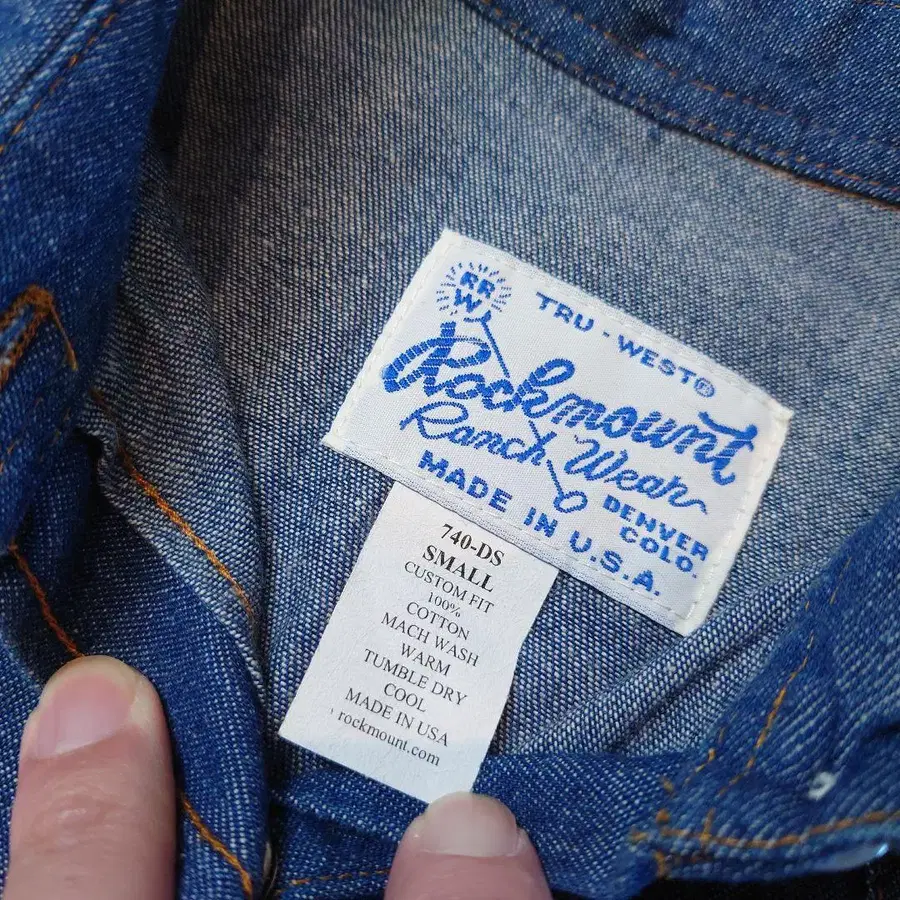 RR
W
TRU-WEST®
Rockmount
Ranch Wear
DENVER
COLO.
MADE IN U.S.A.
740-DS
SMALL
CUSTOM FIT
100%
COTTON
MACH WASH
WARM
TUMBLE DRY
COOL
MADE IN USA
rockmount.com